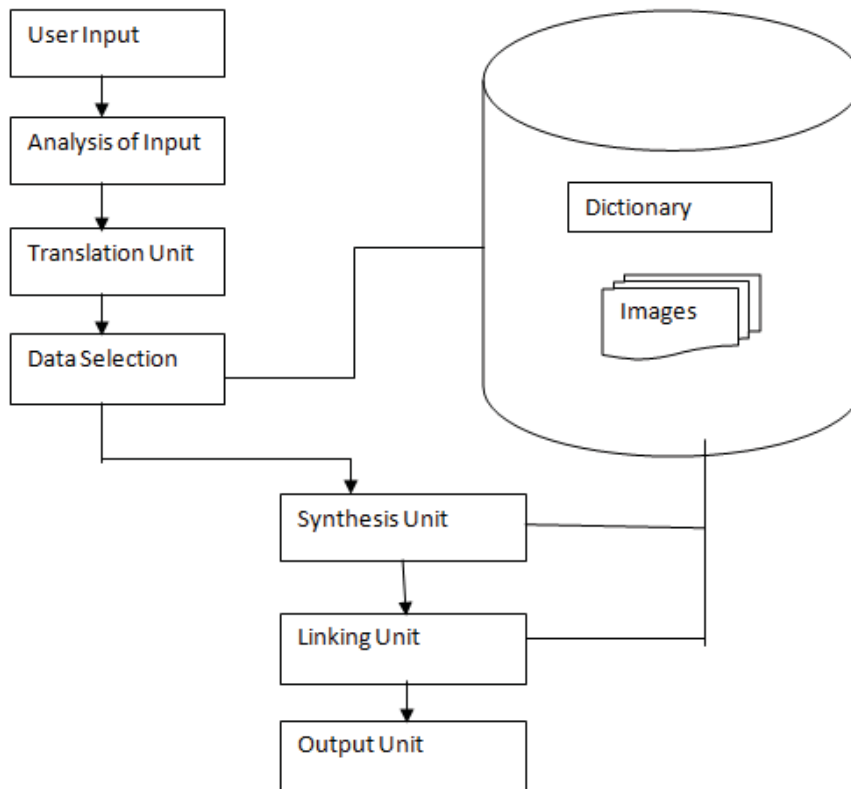 User Input
Analysis of Input
Translation Unit
Data Selection
Dictionary
Images
Synthesis Unit
Linking Unit
Output Unit